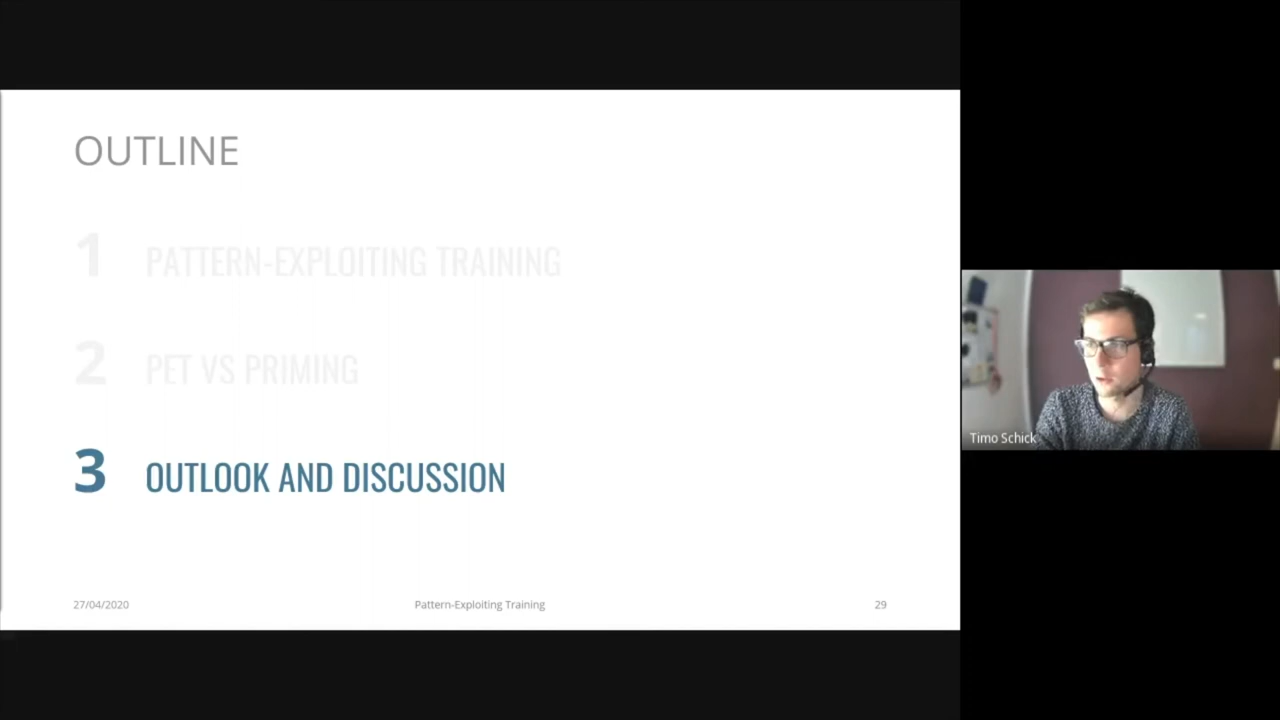 OUTLINE
1 PATTERN-EXPLOITING TRAINING
2 PET VS PRIMING
3 OUTLOOK AND DISCUSSION
27/04/2020 Pattern-Exploiting Training 29
Timo Schick